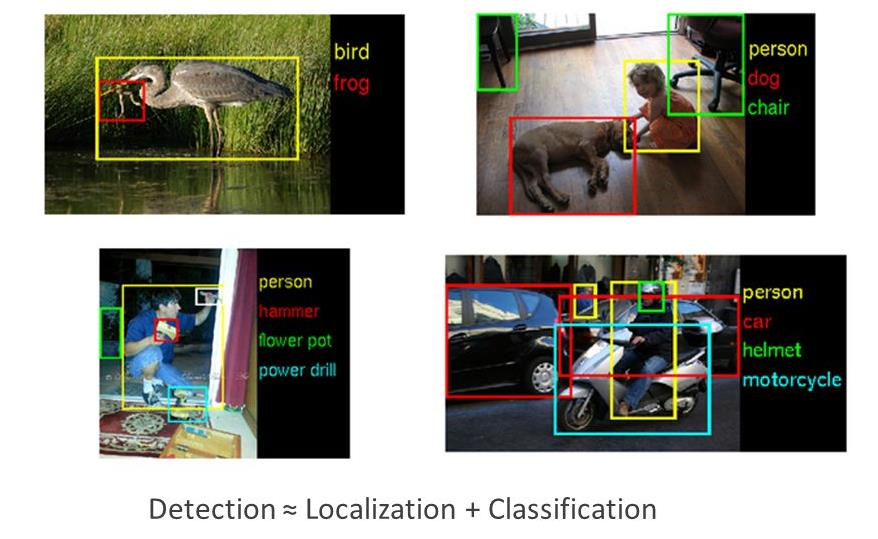 bird
frog
person
dog
chair
person
hammer
flower pot
power drill
person
car
helmet
motorcycle
Detection ≈ Localization + Classification